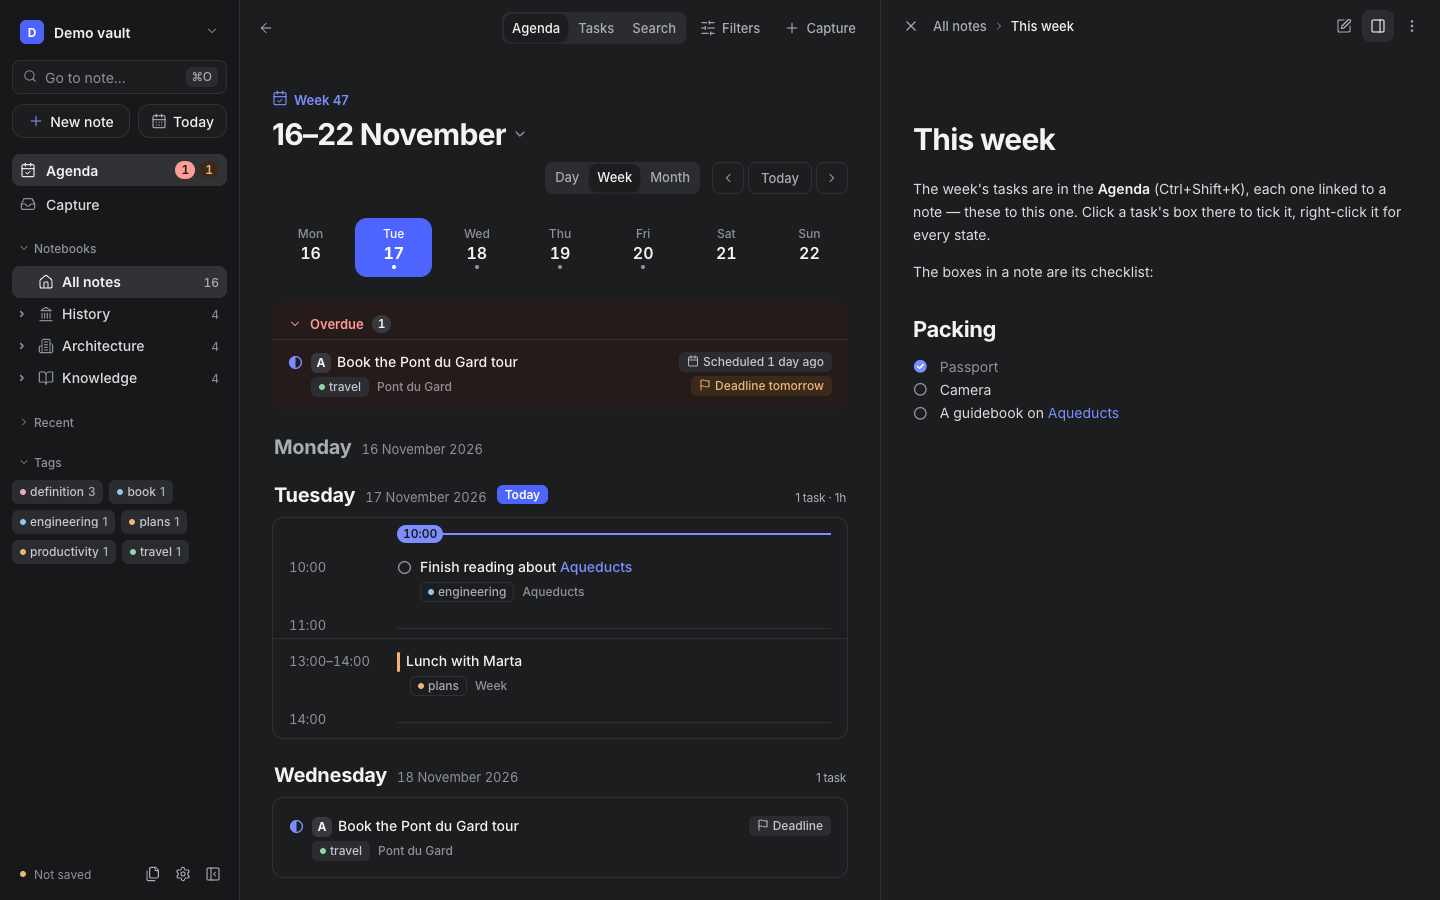 D Demo vault
Go to note... ⌘O
+ New note
Today
Agenda 1 1
Capture
Notebooks
All notes 16
History 4
Architecture 4
Knowledge 4
Recent
Tags
definition 3
book 1
engineering 1
plans 1
productivity 1
travel 1
Not saved
Agenda Tasks Search Filters + Capture
Week 47
16–22 November
Day Week Month Today
Mon Tue Wed Thu Fri Sat Sun
16 17 18 19 20 21 22
Overdue 1
A Book the Pont du Gard tour Scheduled 1 day ago
travel Pont du Gard Deadline tomorrow
Monday 16 November 2026
Tuesday 17 November 2026 Today 1 task · 1h
10:00
10:00 Finish reading about Aqueducts
engineering Aqueducts
11:00
13:00–14:00 Lunch with Marta
plans Week
14:00
Wednesday 18 November 2026 1 task
A Book the Pont du Gard tour Deadline
travel Pont du Gard
All notes › This week
This week
The week's tasks are in the Agenda (Ctrl+Shift+K), each one linked to a
note — these to this one. Click a task's box there to tick it, right-click it for
every state.
The boxes in a note are its checklist:
Packing
Passport
Camera
A guidebook on Aqueducts